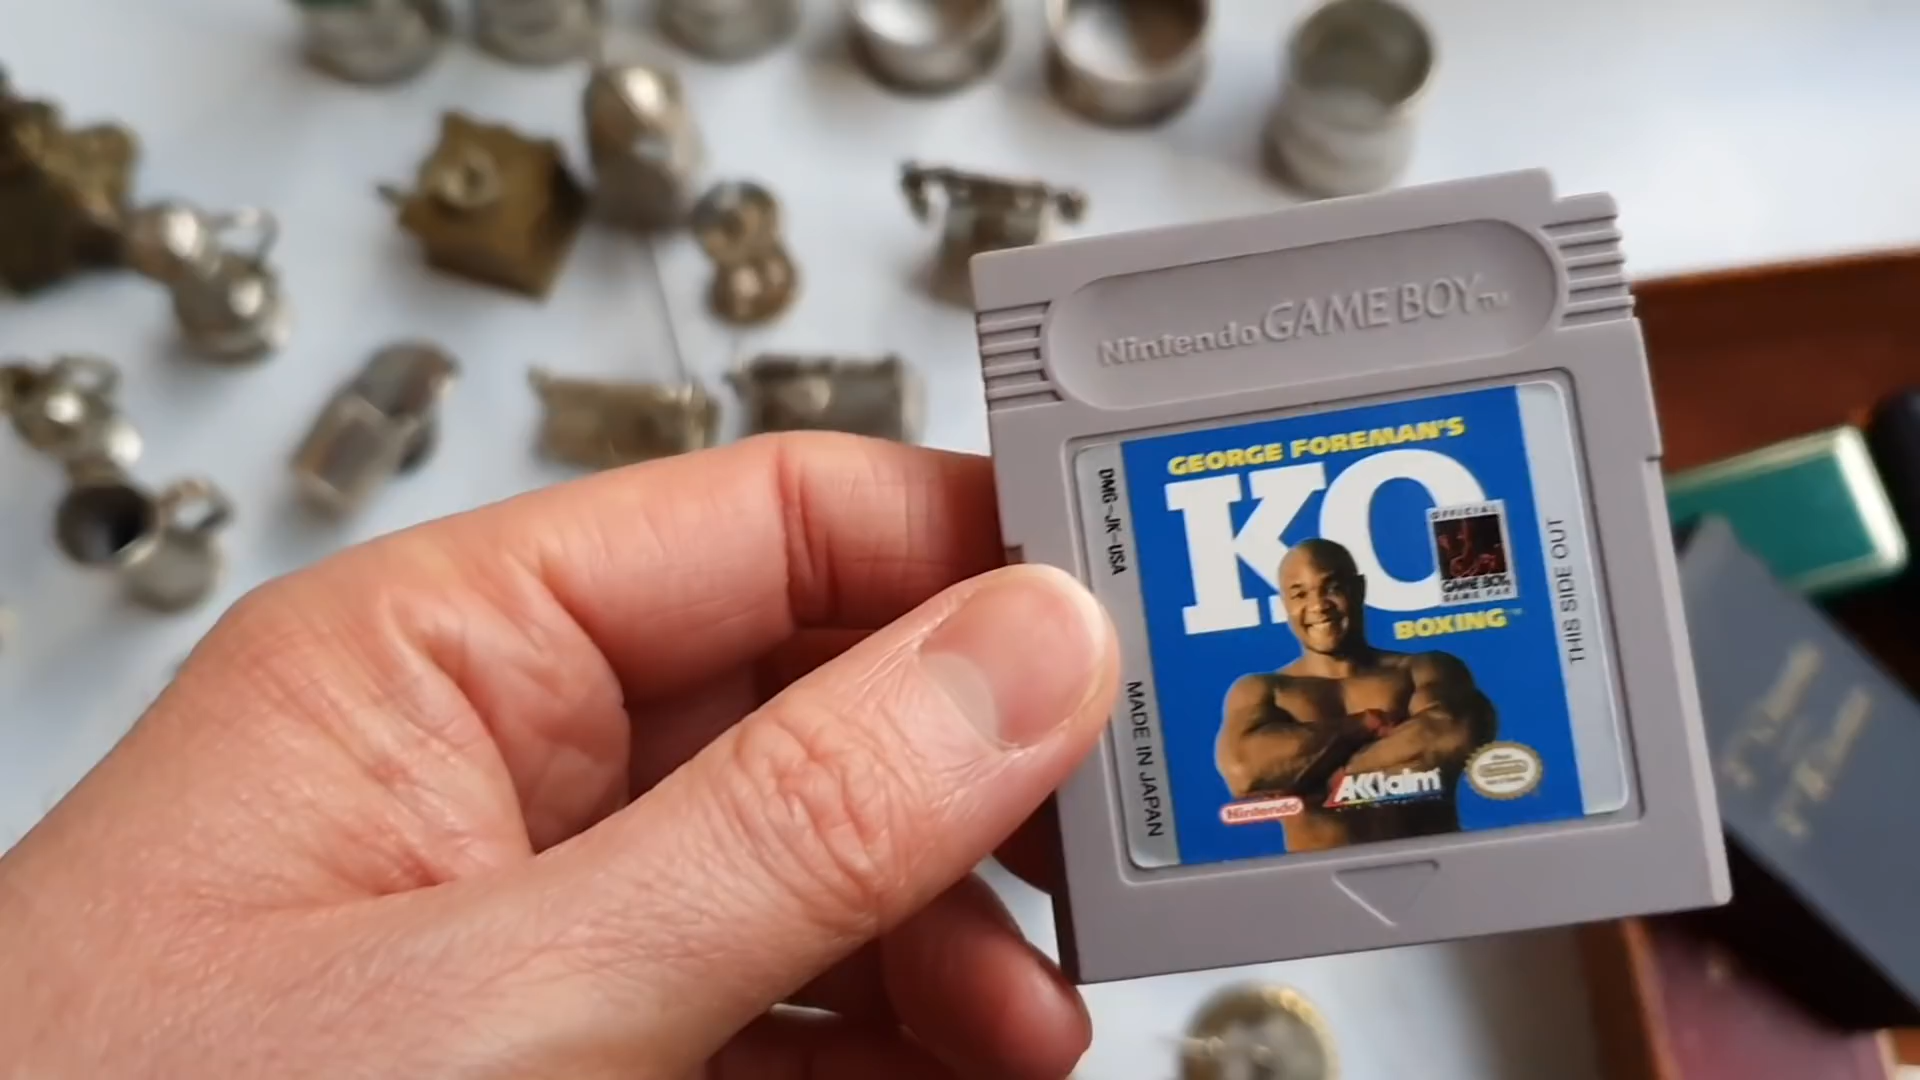 Nintendo GAME BOY™
GEORGE FOREMAN'S
KO
OFFICIAL
GAME BOY
GAME PAK
BOXING™
DMG-JK-USA
MADE IN JAPAN
THIS SIDE OUT
Nintendo
AKKlaim
Nintendo